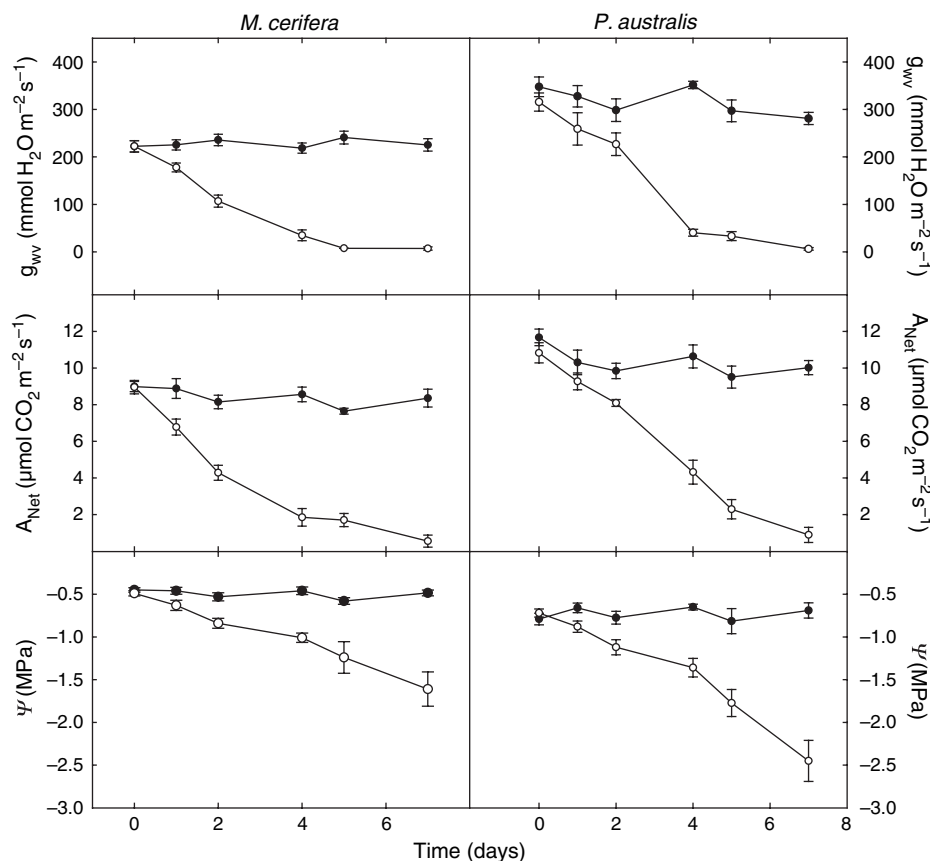 M. cerifera P. australis
400 400
300 300
200 200
100 100
0 0
g_wv (mmol H₂O m⁻² s⁻¹) g_wv (mmol H₂O m⁻² s⁻¹)
12 12
10 10
8 8
6 6
4 4
2 2
A_Net (µmol CO₂ m⁻² s⁻¹) A_Net (µmol CO₂ m⁻² s⁻¹)
−0.5 −0.5
−1.0 −1.0
−1.5 −1.5
−2.0 −2.0
−2.5 −2.5
−3.0 −3.0
Ψ (MPa) Ψ (MPa)
0 2 4 6 0 2 4 6 8
Time (days)